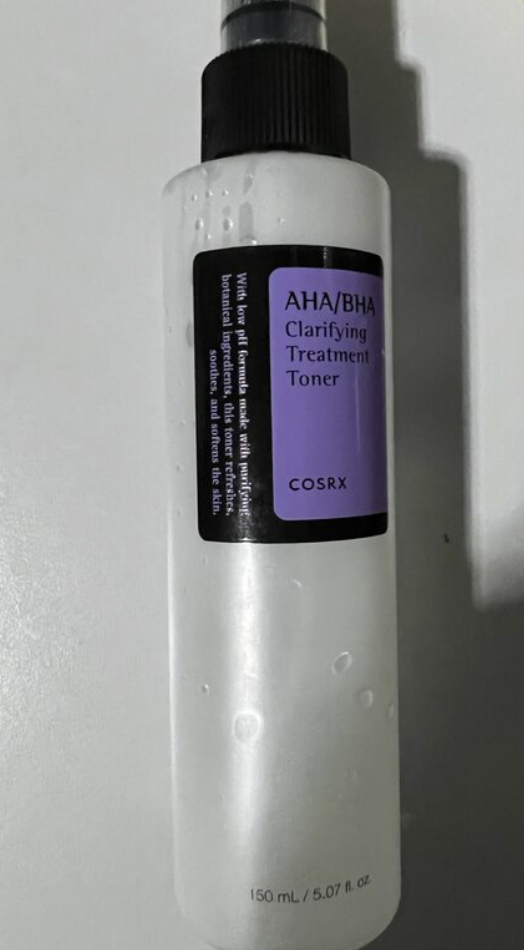 AHA/BHA
Clarifying
Treatment
Toner
COSRX
With low pH formula made with purifying
botanical ingredients, this toner refreshes,
soothes, and softens the skin.
150 mL / 5.07 fl. oz